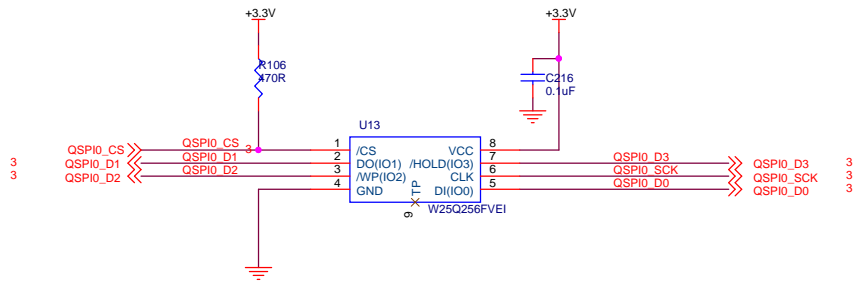 +3.3V
+3.3V
R106
470R
C216
0.1uF
U13
QSPI0_CS
QSPI0_CS
3
1
/CS
VCC
8
3
QSPI0_D1
QSPI0_D1
2
DO(IO1)
/HOLD(IO3)
7
QSPI0_D3
QSPI0_D3
3
3
QSPI0_D2
QSPI0_D2
3
/WP(IO2)
CLK
6
QSPI0_SCK
QSPI0_SCK
3
4
GND
TP
DI(IO0)
5
QSPI0_D0
QSPI0_D0
3
9
W25Q256FVEI